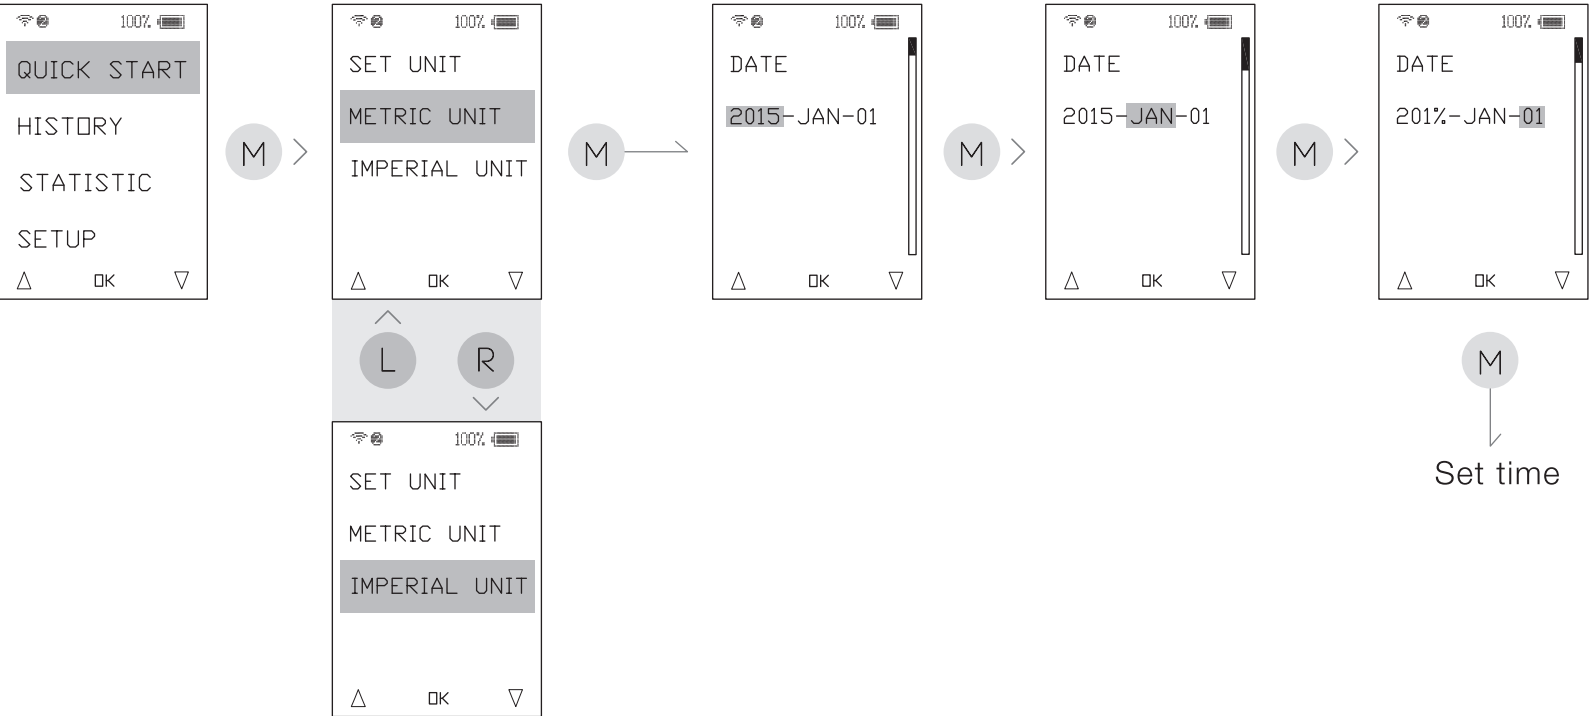 100%
QUICK START
HISTORY
STATISTIC
SETUP
OK
M
100%
SET UNIT
METRIC UNIT
IMPERIAL UNIT
OK
L
R
100%
SET UNIT
METRIC UNIT
IMPERIAL UNIT
OK
M
100%
DATE
2015-JAN-01
OK
M
100%
DATE
2015-JAN-01
OK
M
100%
DATE
201%-JAN-01
OK
M
Set time